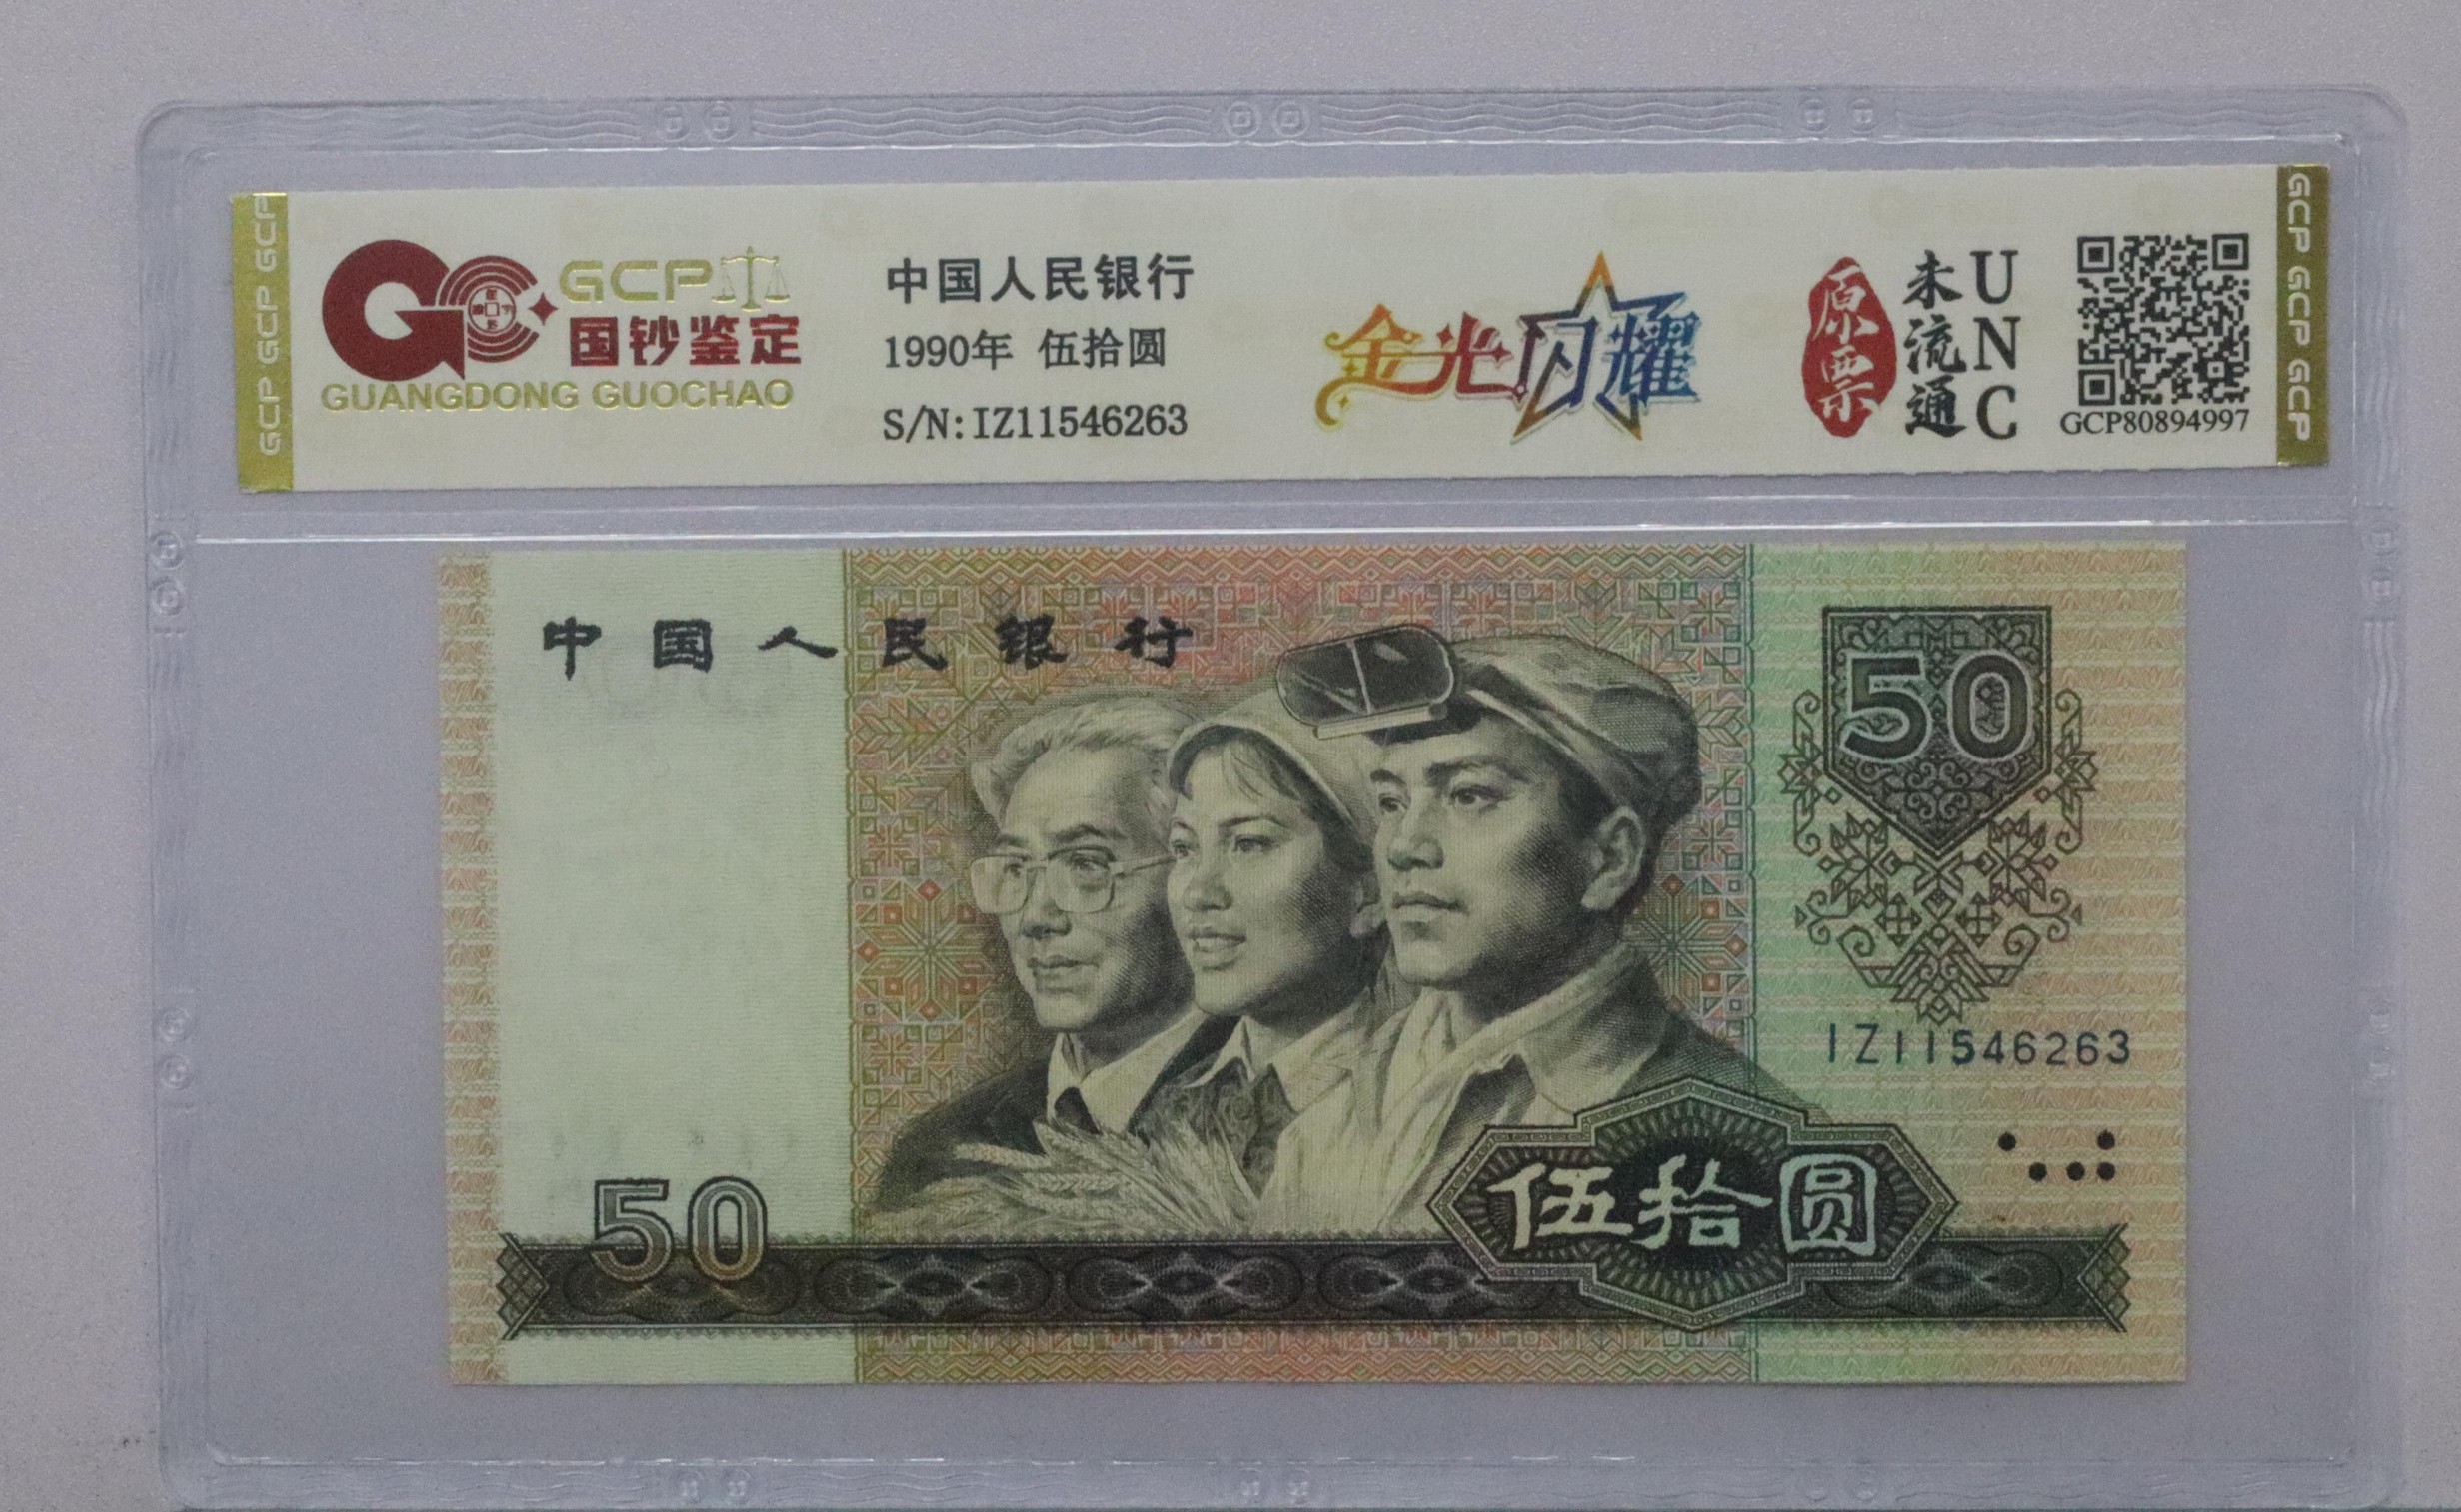 GCP GCP GCP
GCP
国钞鉴定
GUANGDONG GUOCHAO
中国人民银行
1990年 伍拾圆
S/N:IZ11546263
金光闪耀
原票
未流通
UNC
GCP80894997
GCP GCP GCP
中国人民银行
50
IZ11546263
50
伍拾圆